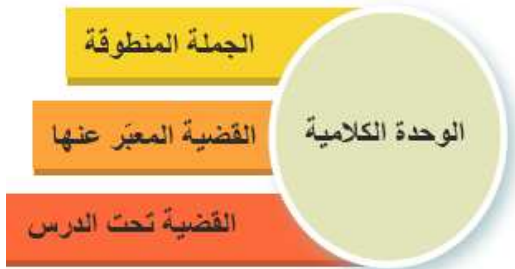 الوحدة الكلامية
الجملة المنطوقة
القضية المعبَر عنها
القضية تحت الدرس